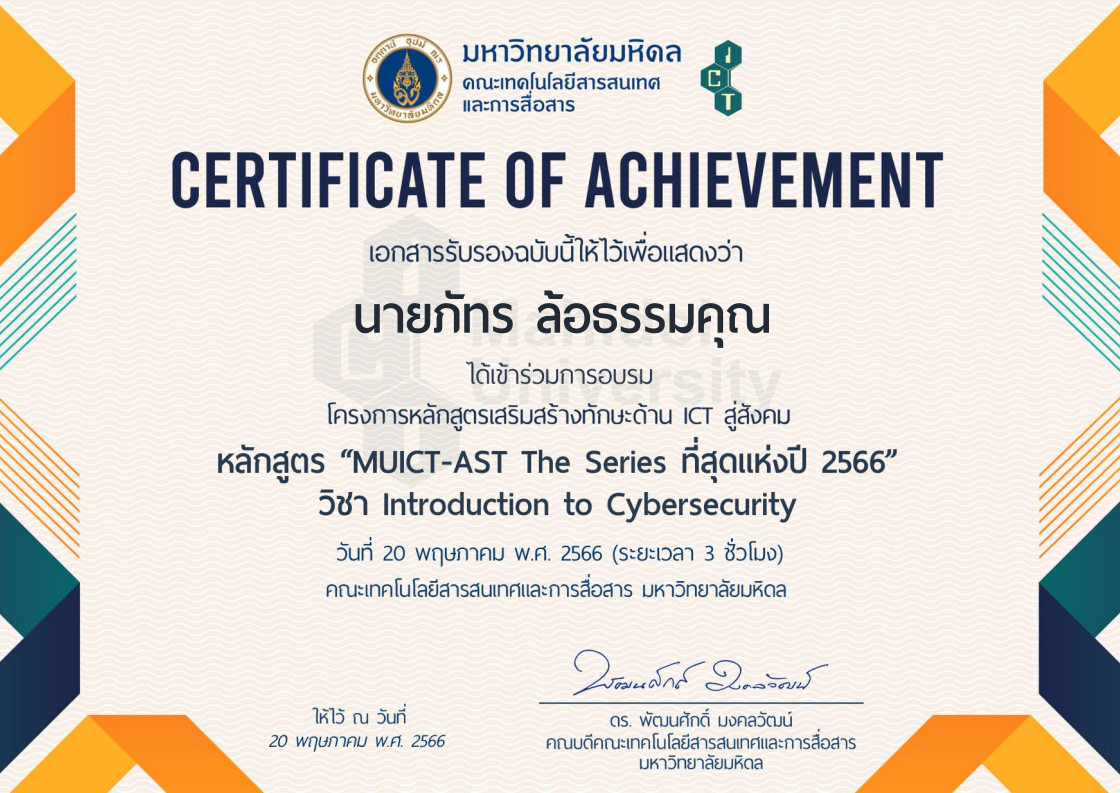 มหาวิทยาลัยมหิดล
คณะเทคโนโลยีสารสนเทศ
และการสื่อสาร
ICT
CERTIFICATE OF ACHIEVEMENT
เอกสารรับรองฉบับนี้ให้ไว้เพื่อแสดงว่า
นายภัทร ล้อธรรมคุณ
Mahidol
University
ได้เข้าร่วมการอบรม
โครงการหลักสูตรเสริมสร้างทักษะด้าน ICT สู่สังคม
หลักสูตร “MUICT-AST The Series ที่สุดแห่งปี 2566”
วิชา Introduction to Cybersecurity
วันที่ 20 พฤษภาคม พ.ศ. 2566 (ระยะเวลา 3 ชั่วโมง)
คณะเทคโนโลยีสารสนเทศและการสื่อสาร มหาวิทยาลัยมหิดล
ให้ไว้ ณ วันที่
20 พฤษภาคม พ.ศ. 2566
ดร. พัฒนศักดิ์ มงคลวัฒน์
คณบดีคณะเทคโนโลยีสารสนเทศและการสื่อสาร
มหาวิทยาลัยมหิดล